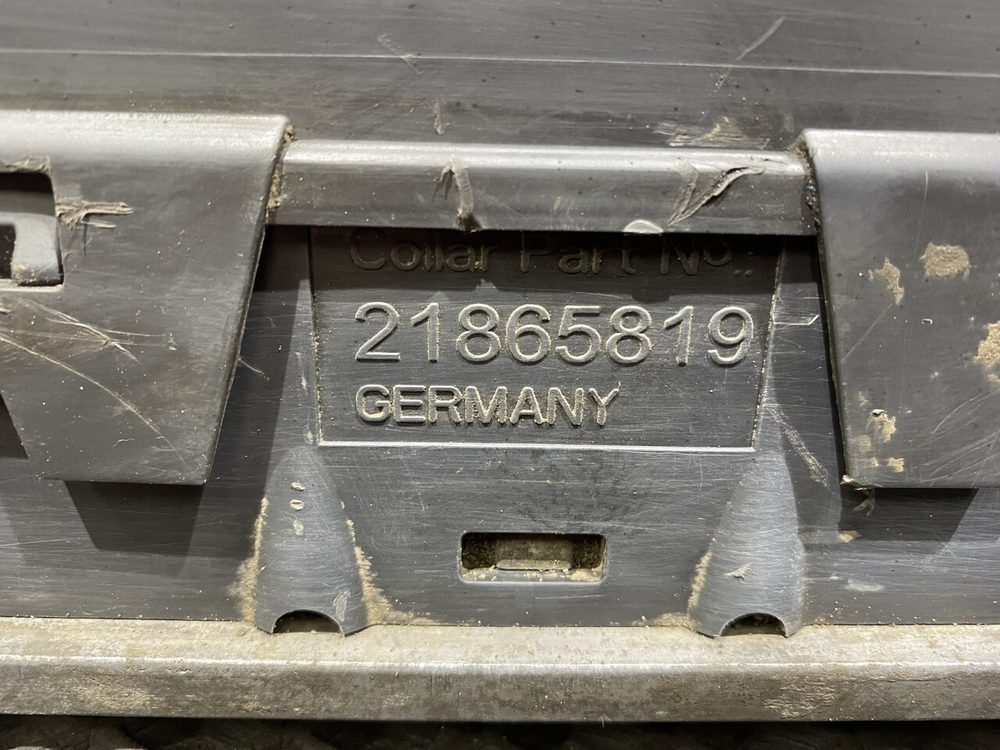 Collar Part Nº.:
21865819
GERMANY